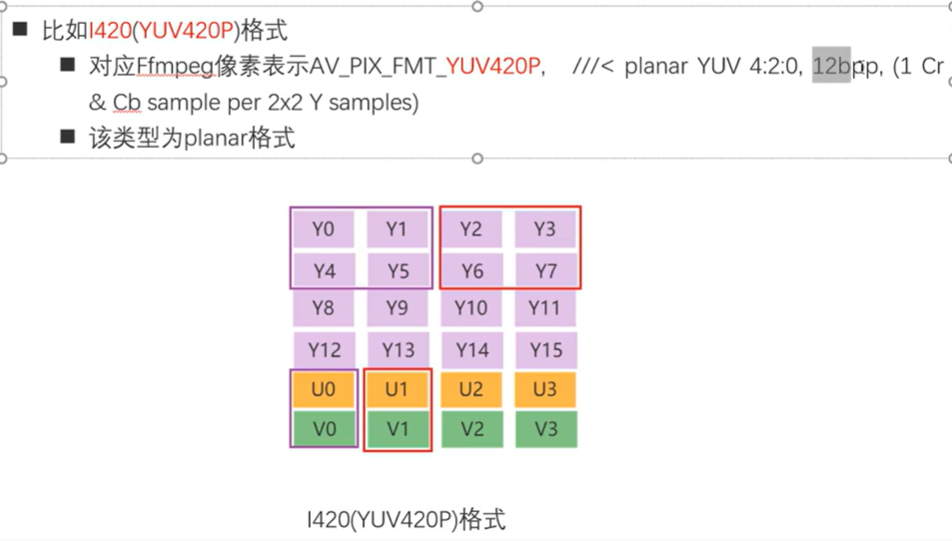 比如I420(YUV420P)格式
对应Ffmpeg像素表示AV_PIX_FMT_YUV420P, ///< planar YUV 4:2:0, 12bpp, (1 Cr
& Cb sample per 2x2 Y samples)
该类型为planar格式
Y0 Y1 Y2 Y3
Y4 Y5 Y6 Y7
Y8 Y9 Y10 Y11
Y12 Y13 Y14 Y15
U0 U1 U2 U3
V0 V1 V2 V3
I420(YUV420P)格式